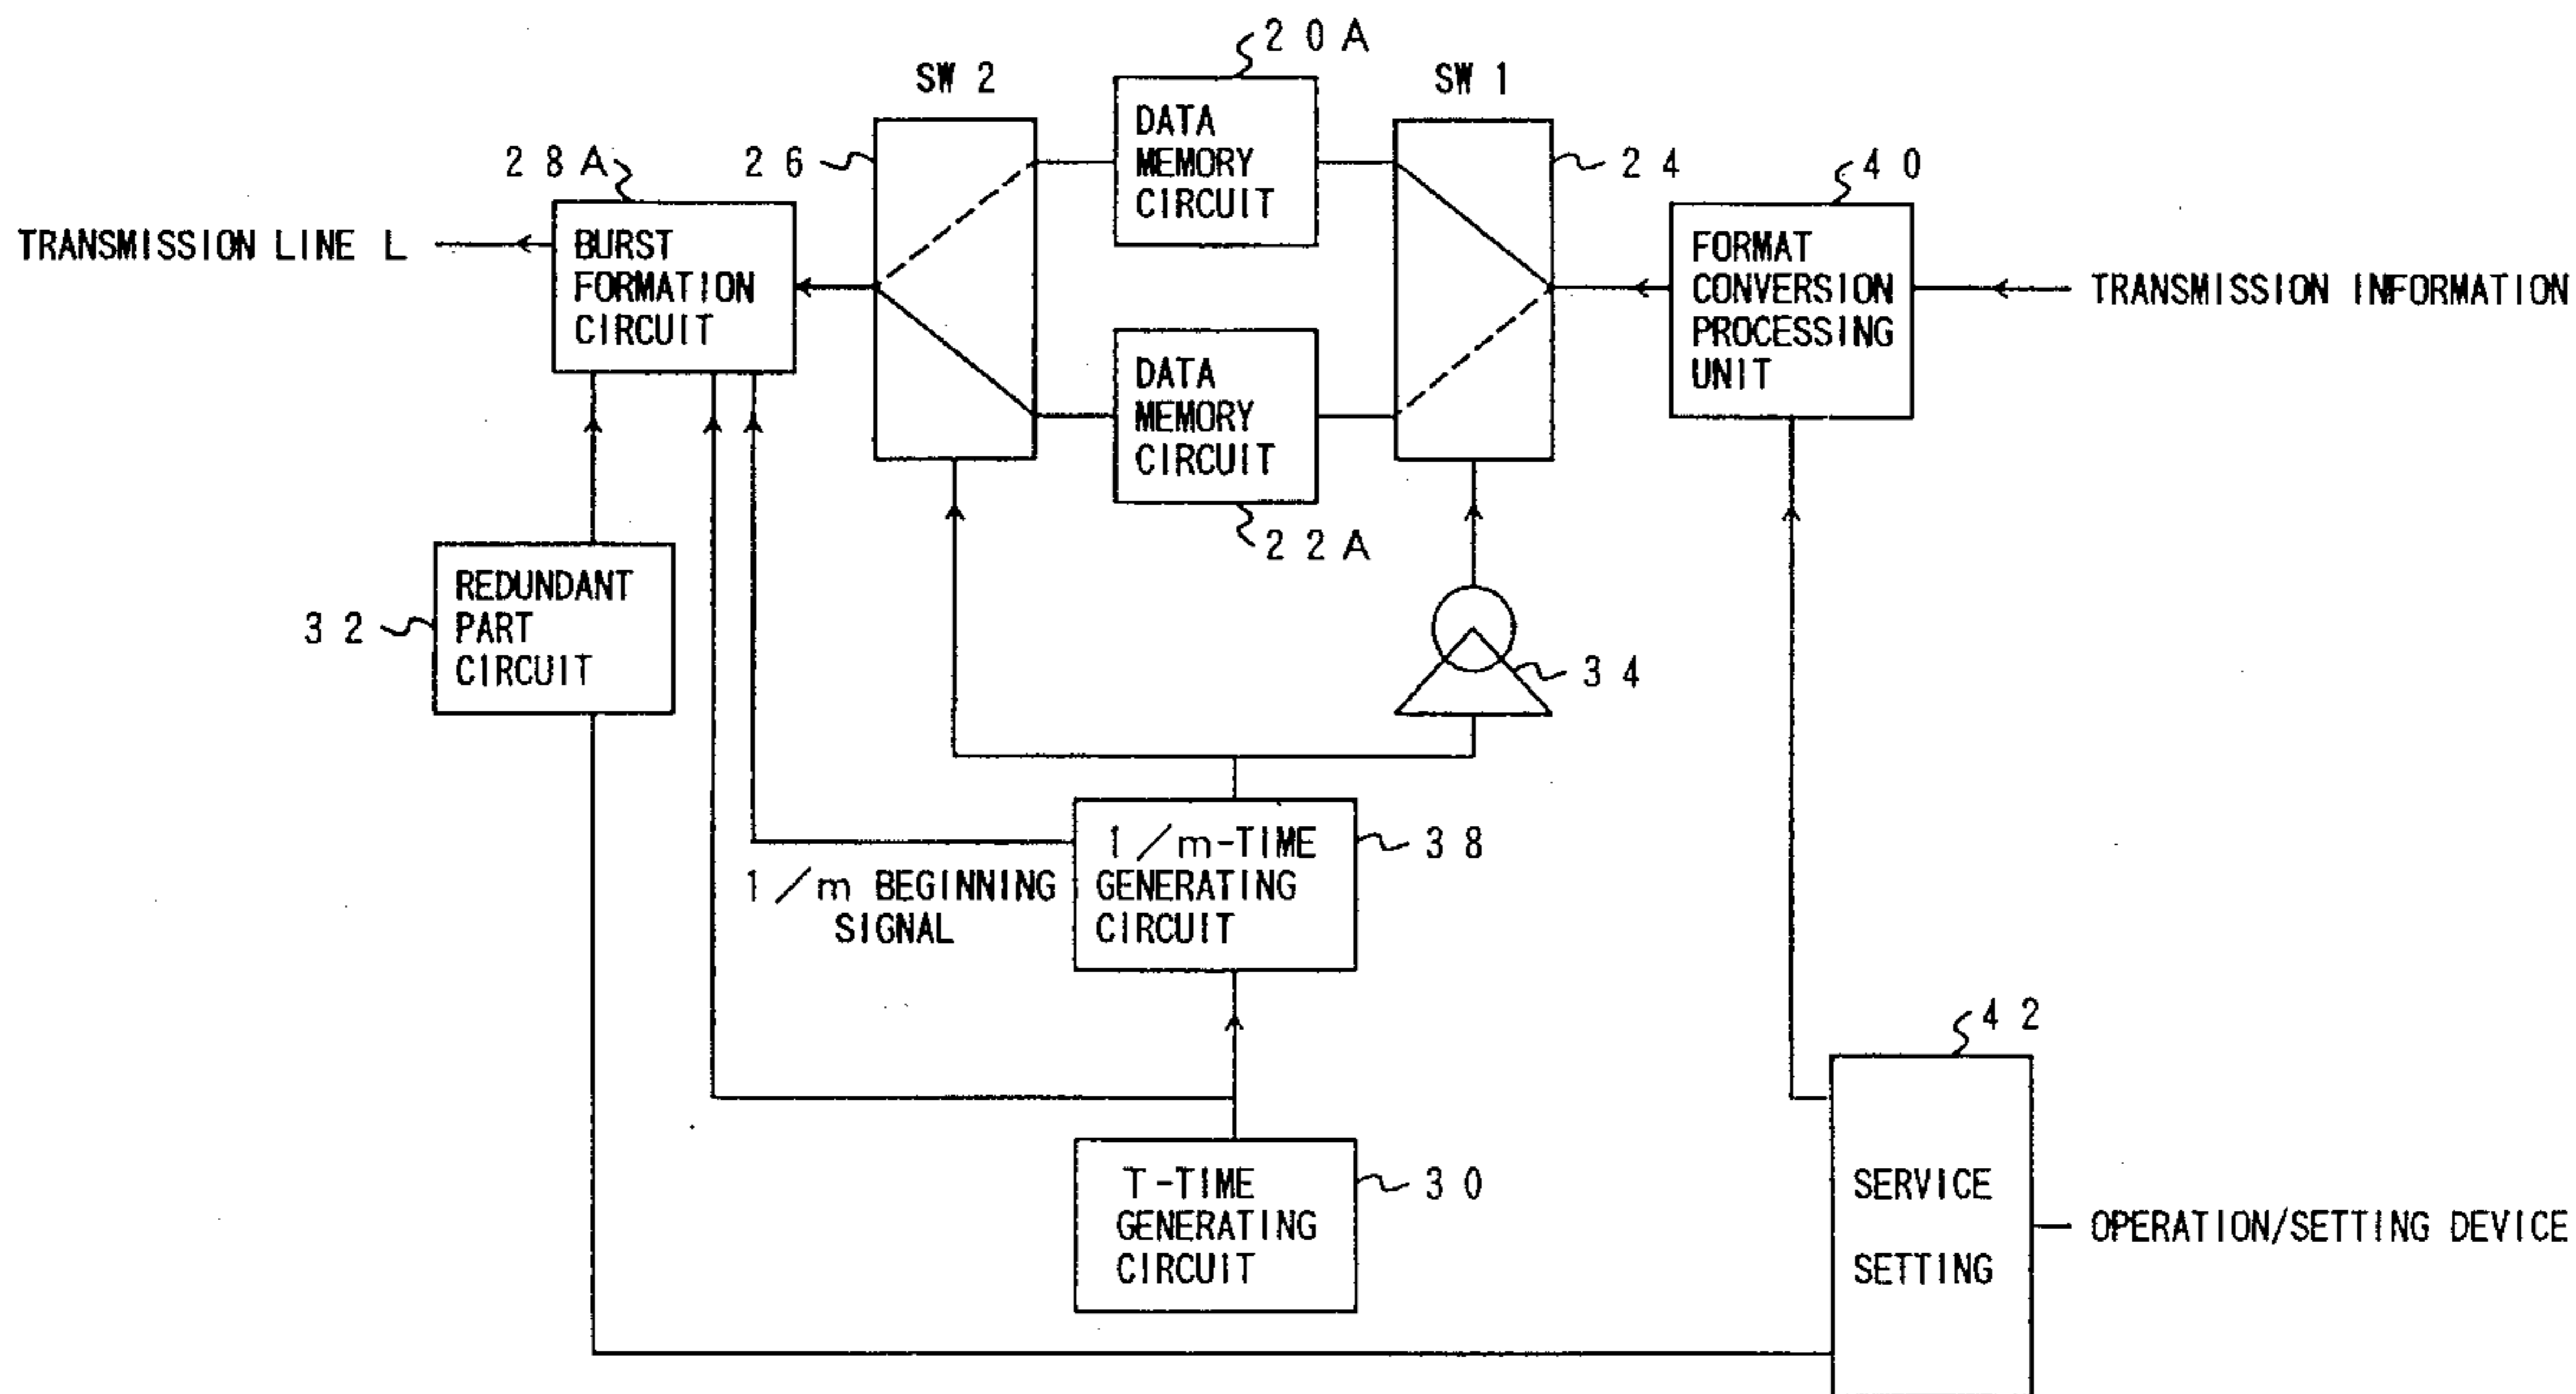 20A
SW 2
SW 1
DATA
MEMORY
CIRCUIT
28A
26
24
40
TRANSMISSION LINE L
BURST
FORMATION
CIRCUIT
FORMAT
CONVERSION
PROCESSING
UNIT
TRANSMISSION INFORMATION
DATA
MEMORY
CIRCUIT
22A
REDUNDANT
PART
CIRCUIT
32
34
1/m-TIME
GENERATING
CIRCUIT
38
1/m BEGINNING
SIGNAL
42
T-TIME
GENERATING
CIRCUIT
30
SERVICE
SETTING
OPERATION/SETTING DEVICE